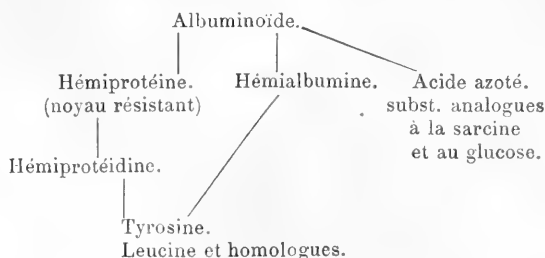 Albuminoïde.
Hémiprotéine. Hémialbumine. Acide azoté.
(noyau résistant) subst. analogues
à la sarcine
et au glucose.
Hémiprotéidine.
Tyrosine.
Leucine et homologues.